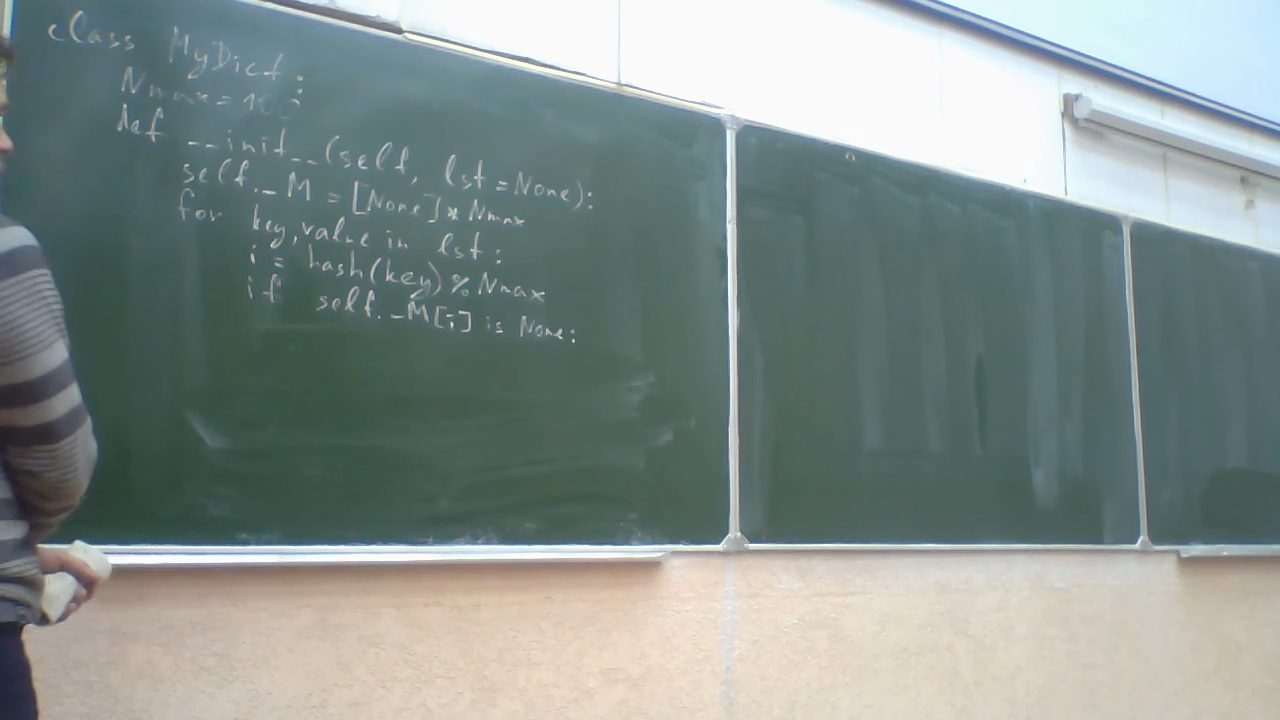 class MyDict:
Nmax = 100
def __init__(self, lst = None):
self._M = [None] * Nmax
for key, value in lst:
i = hash(key) % Nmax
if self._M[i] is None: